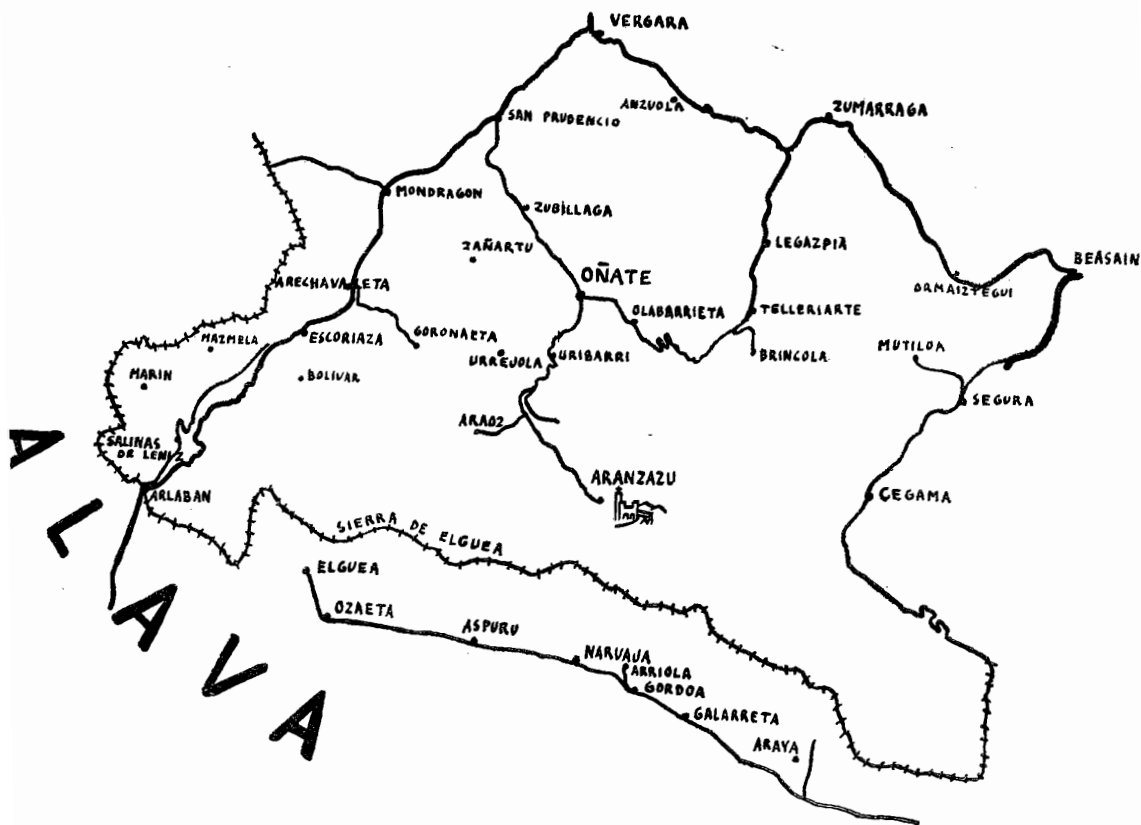 VERGARA
ANZUOLA
ZUMARRAGA
SAN PRUDENCIO
MONDRAGON
ZUBILLAGA
ZAÑARTU
LEGAZPIA
BEASAIN
OÑATE
ARECHAVALETA
ORMAIZTEGUI
OLABARRIETA
TELLERIARTE
ESCORIAZA
GORONAETA
MAZMELA
URREJOLA
URIBARRI
BRINCOLA
MUTILOA
MARIN
BOLIVAR
SEGURA
ARAOZ
SALINAS
DE LENIZ
ARANZAZU
ARLABAN
CEGAMA
SIERRA DE ELGUEA
ELGUEA
OZAETA
ASPURU
NARVAJA
ARRIOLA
GORDOA
GALARRETA
ARAYA
ALAVA